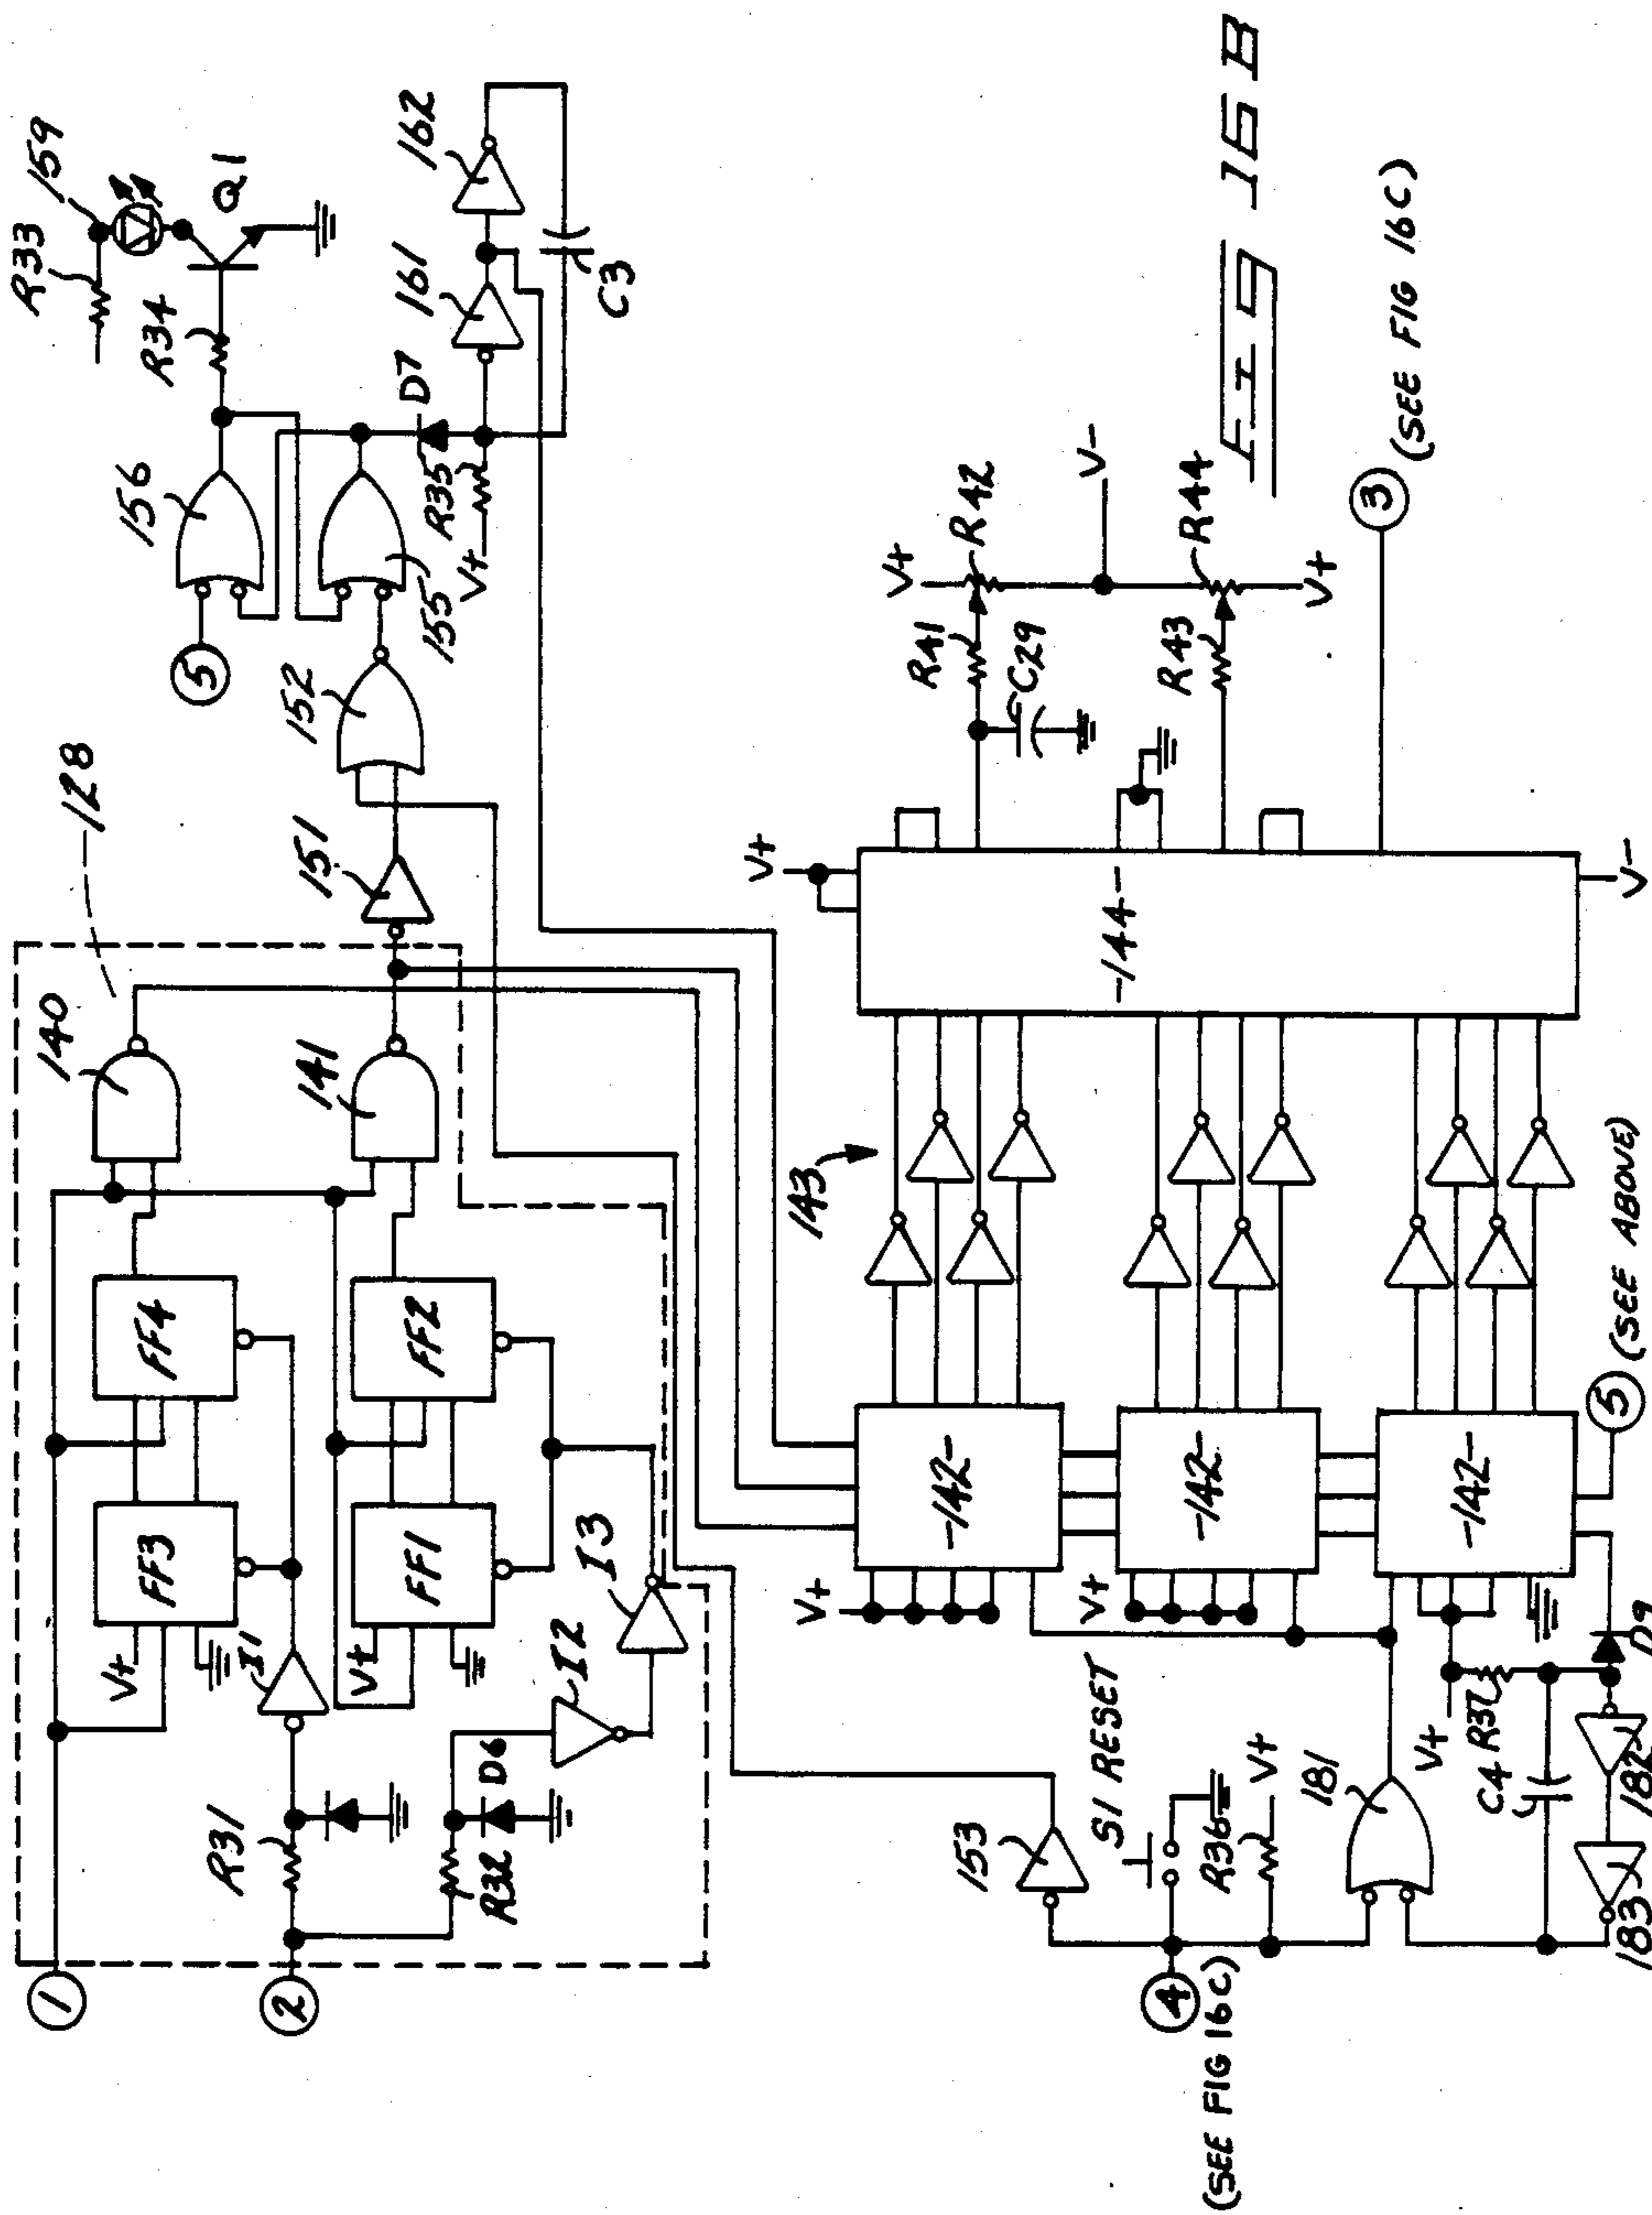 R33
159
Q1
R34
156
5
155
R35
D7
V+
161
162
C3
152
151
128
140
141
FF3
FF4
FF1
FF2
V+
V+
I1
I2
I3
R31
R32
D6
1
2
V+
-144-
V-
V+
R42
R41
C29
V-
R43
R44
V+
3
(SEE FIG 16C)
FIG 16B
143
-142-
-142-
-142-
V+
V+
5 (SEE ABOVE)
153
S1 RESET
R36
V+
4
(SEE FIG 16C)
181
V+
C4
R37
D9
182
183